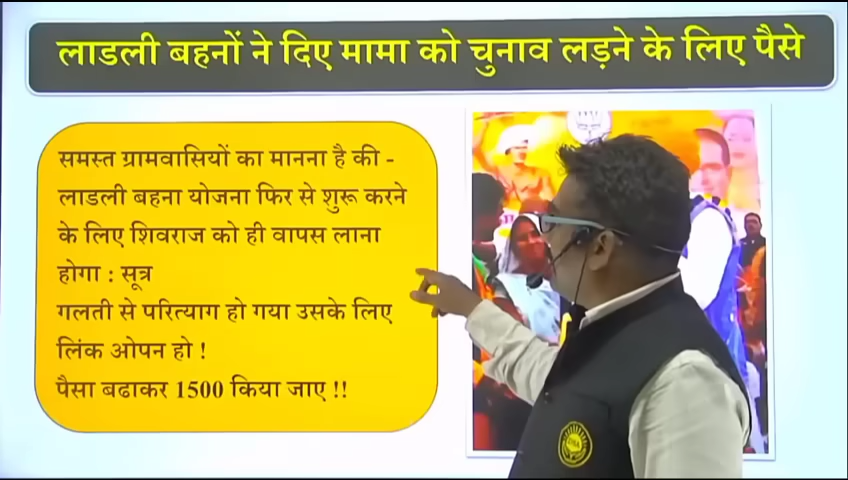 लाडली बहनों ने दिए मामा को चुनाव लड़ने के लिए पैसे
समस्त ग्रामवासियों का मानना है की -
लाडली बहना योजना फिर से शुरू करने
के लिए शिवराज को ही वापस लाना
होगा : सूत्र
गलती से परित्याग हो गया उसके लिए
लिंक ओपन हो !
पैसा बढाकर 1500 किया जाए !!